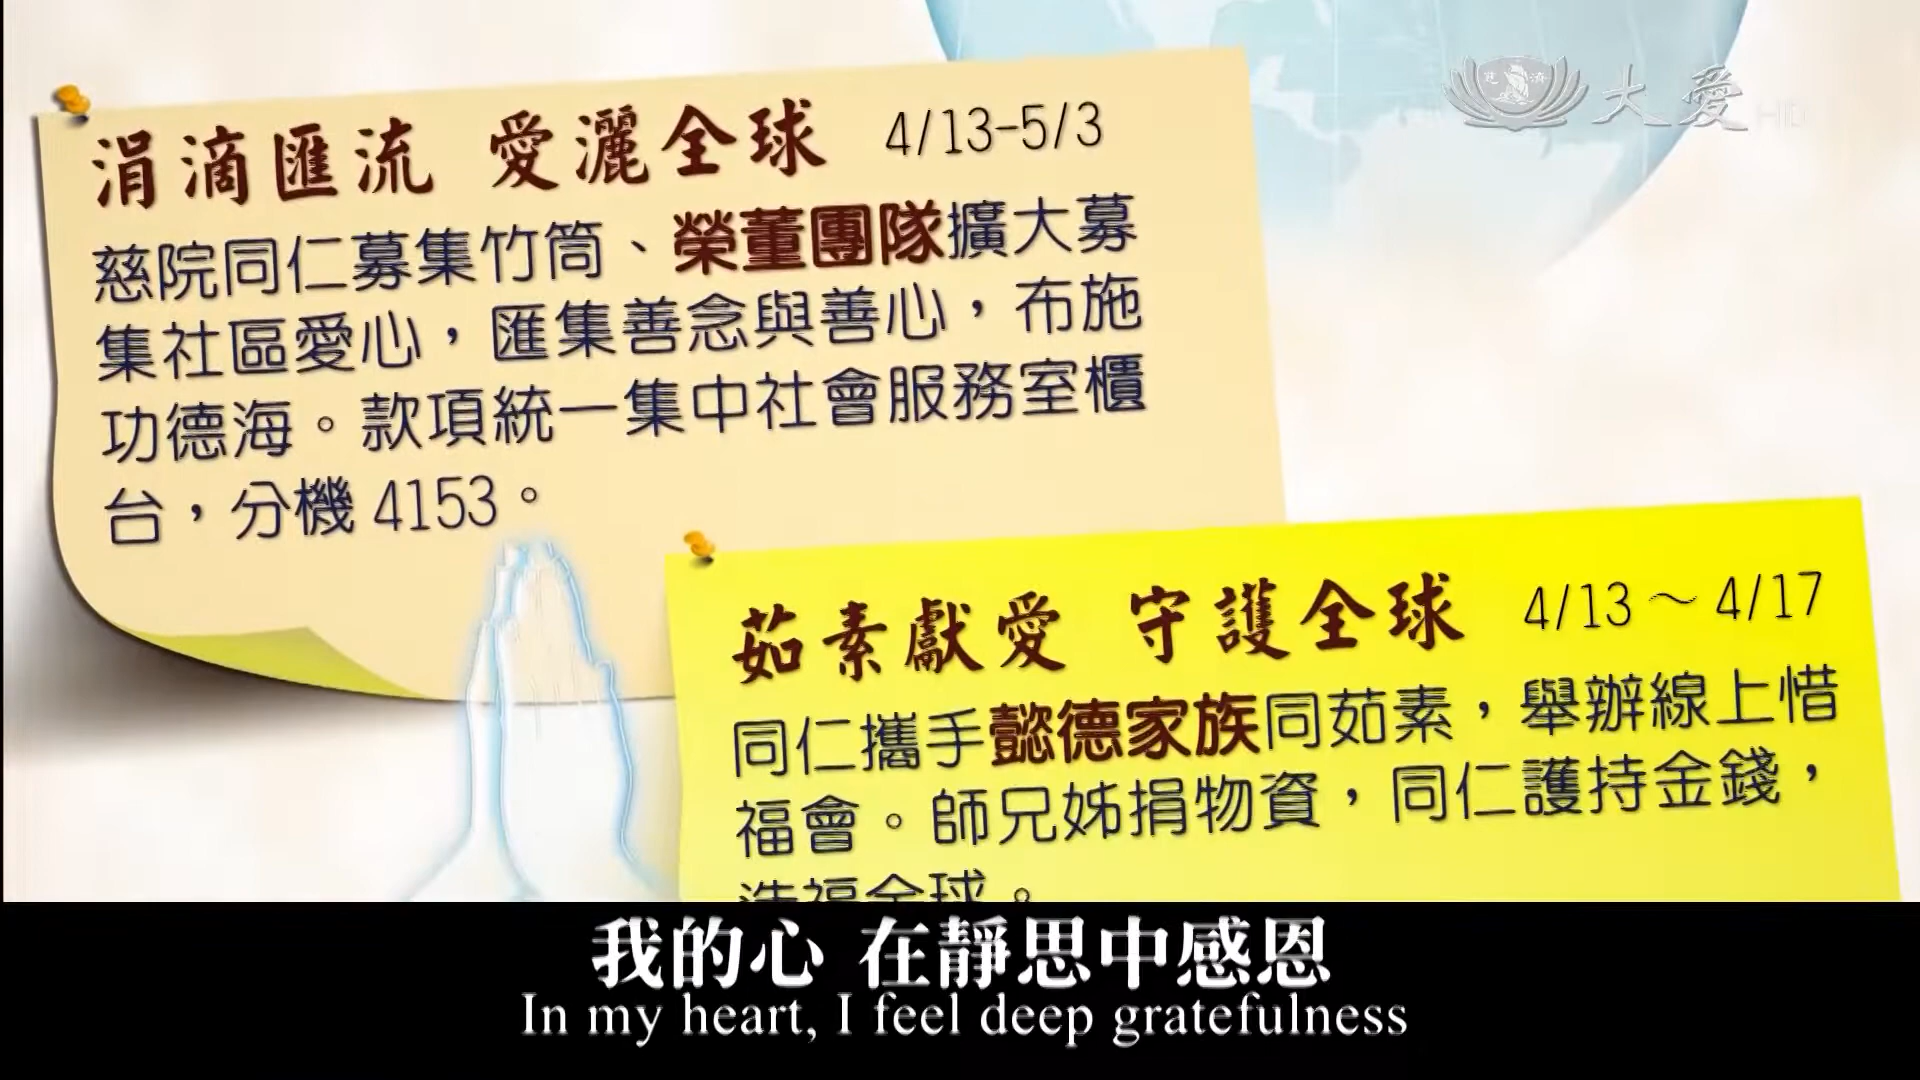 大愛HD
涓滴匯流 愛灑全球 4/13-5/3
慈院同仁募集竹筒、榮董團隊擴大募
集社區愛心，匯集善念與善心，布施
功德海。款項統一集中社會服務室櫃
台，分機 4153。
茹素獻愛 守護全球 4/13～4/17
同仁攜手懿德家族同茹素，舉辦線上惜
福會。師兄姊捐物資，同仁護持金錢，
造福全球。
我的心 在靜思中感恩
In my heart, I feel deep gratefulness